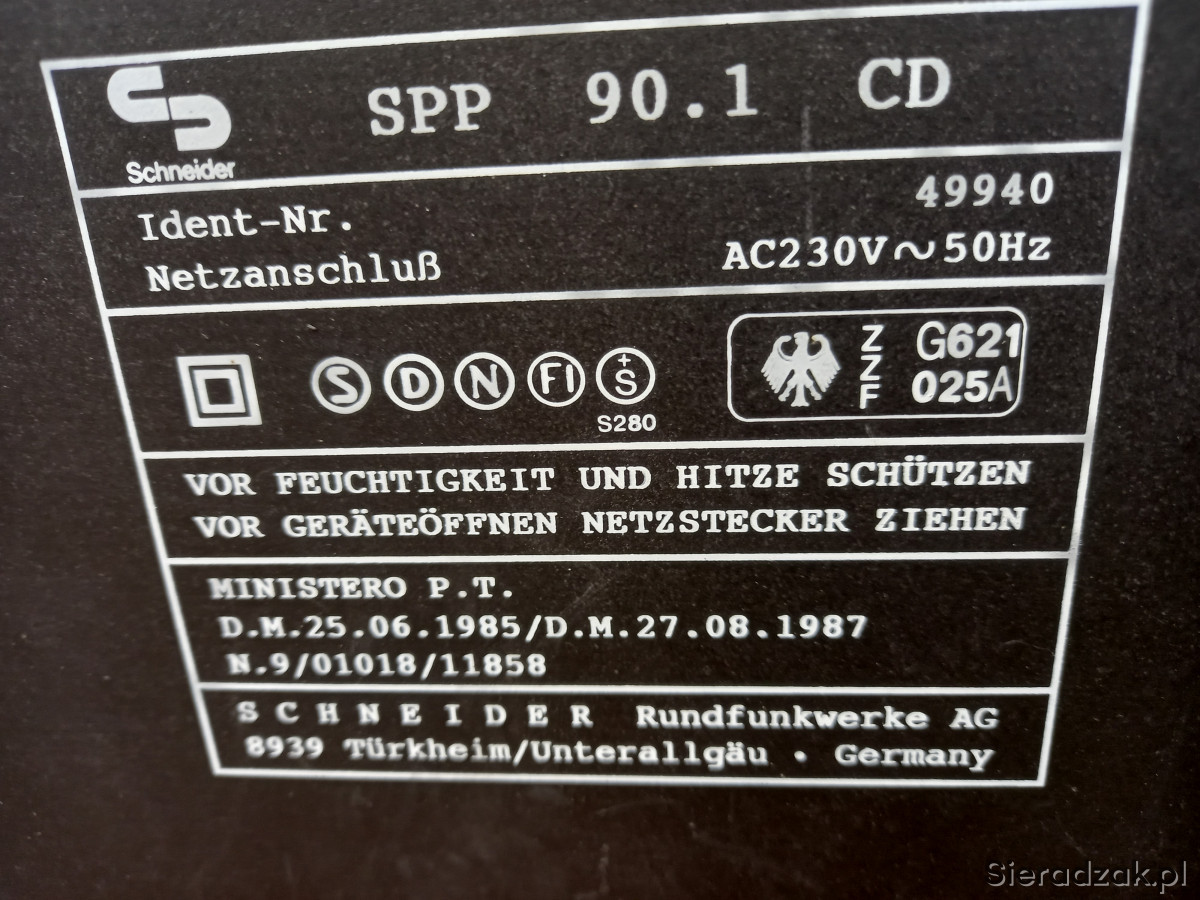 SPP 90.1 CD
Schneider
Ident-Nr. 49940
Netzanschluß AC230V~50Hz
S D N FI +S
S280
ZZF G621 025A
VOR FEUCHTIGKEIT UND HITZE SCHÜTZEN
VOR GERÄTEÖFFNEN NETZSTECKER ZIEHEN
MINISTERO P.T.
D.M.25.06.1985/D.M.27.08.1987
N.9/01018/11858
SCHNEIDER Rundfunkwerke AG
8939 Türkheim/Unterallgäu · Germany
Sieradzak.pl